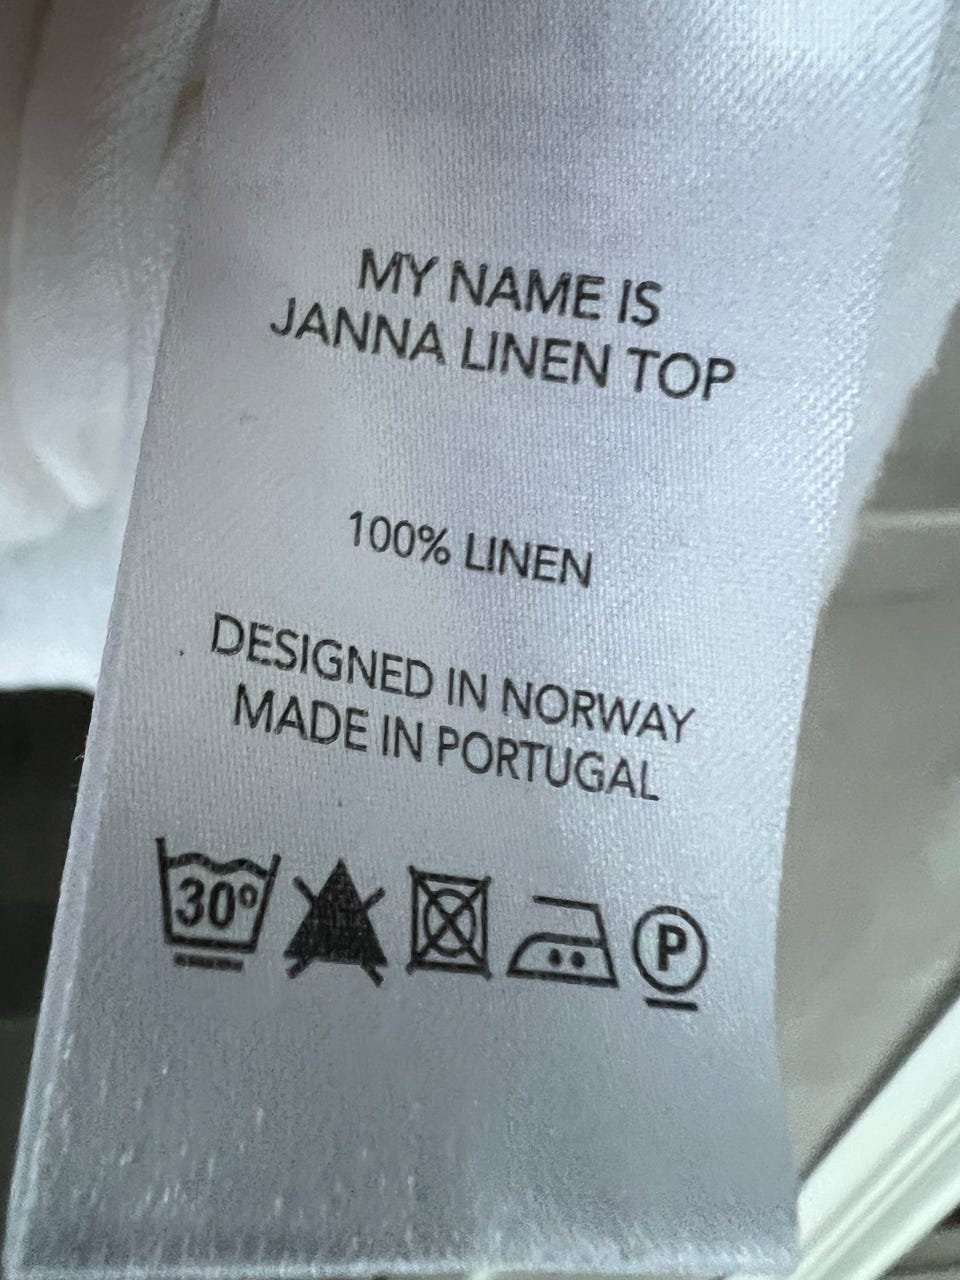 MY NAME IS
JANNA LINEN TOP
100% LINEN
DESIGNED IN NORWAY
MADE IN PORTUGAL
30° P